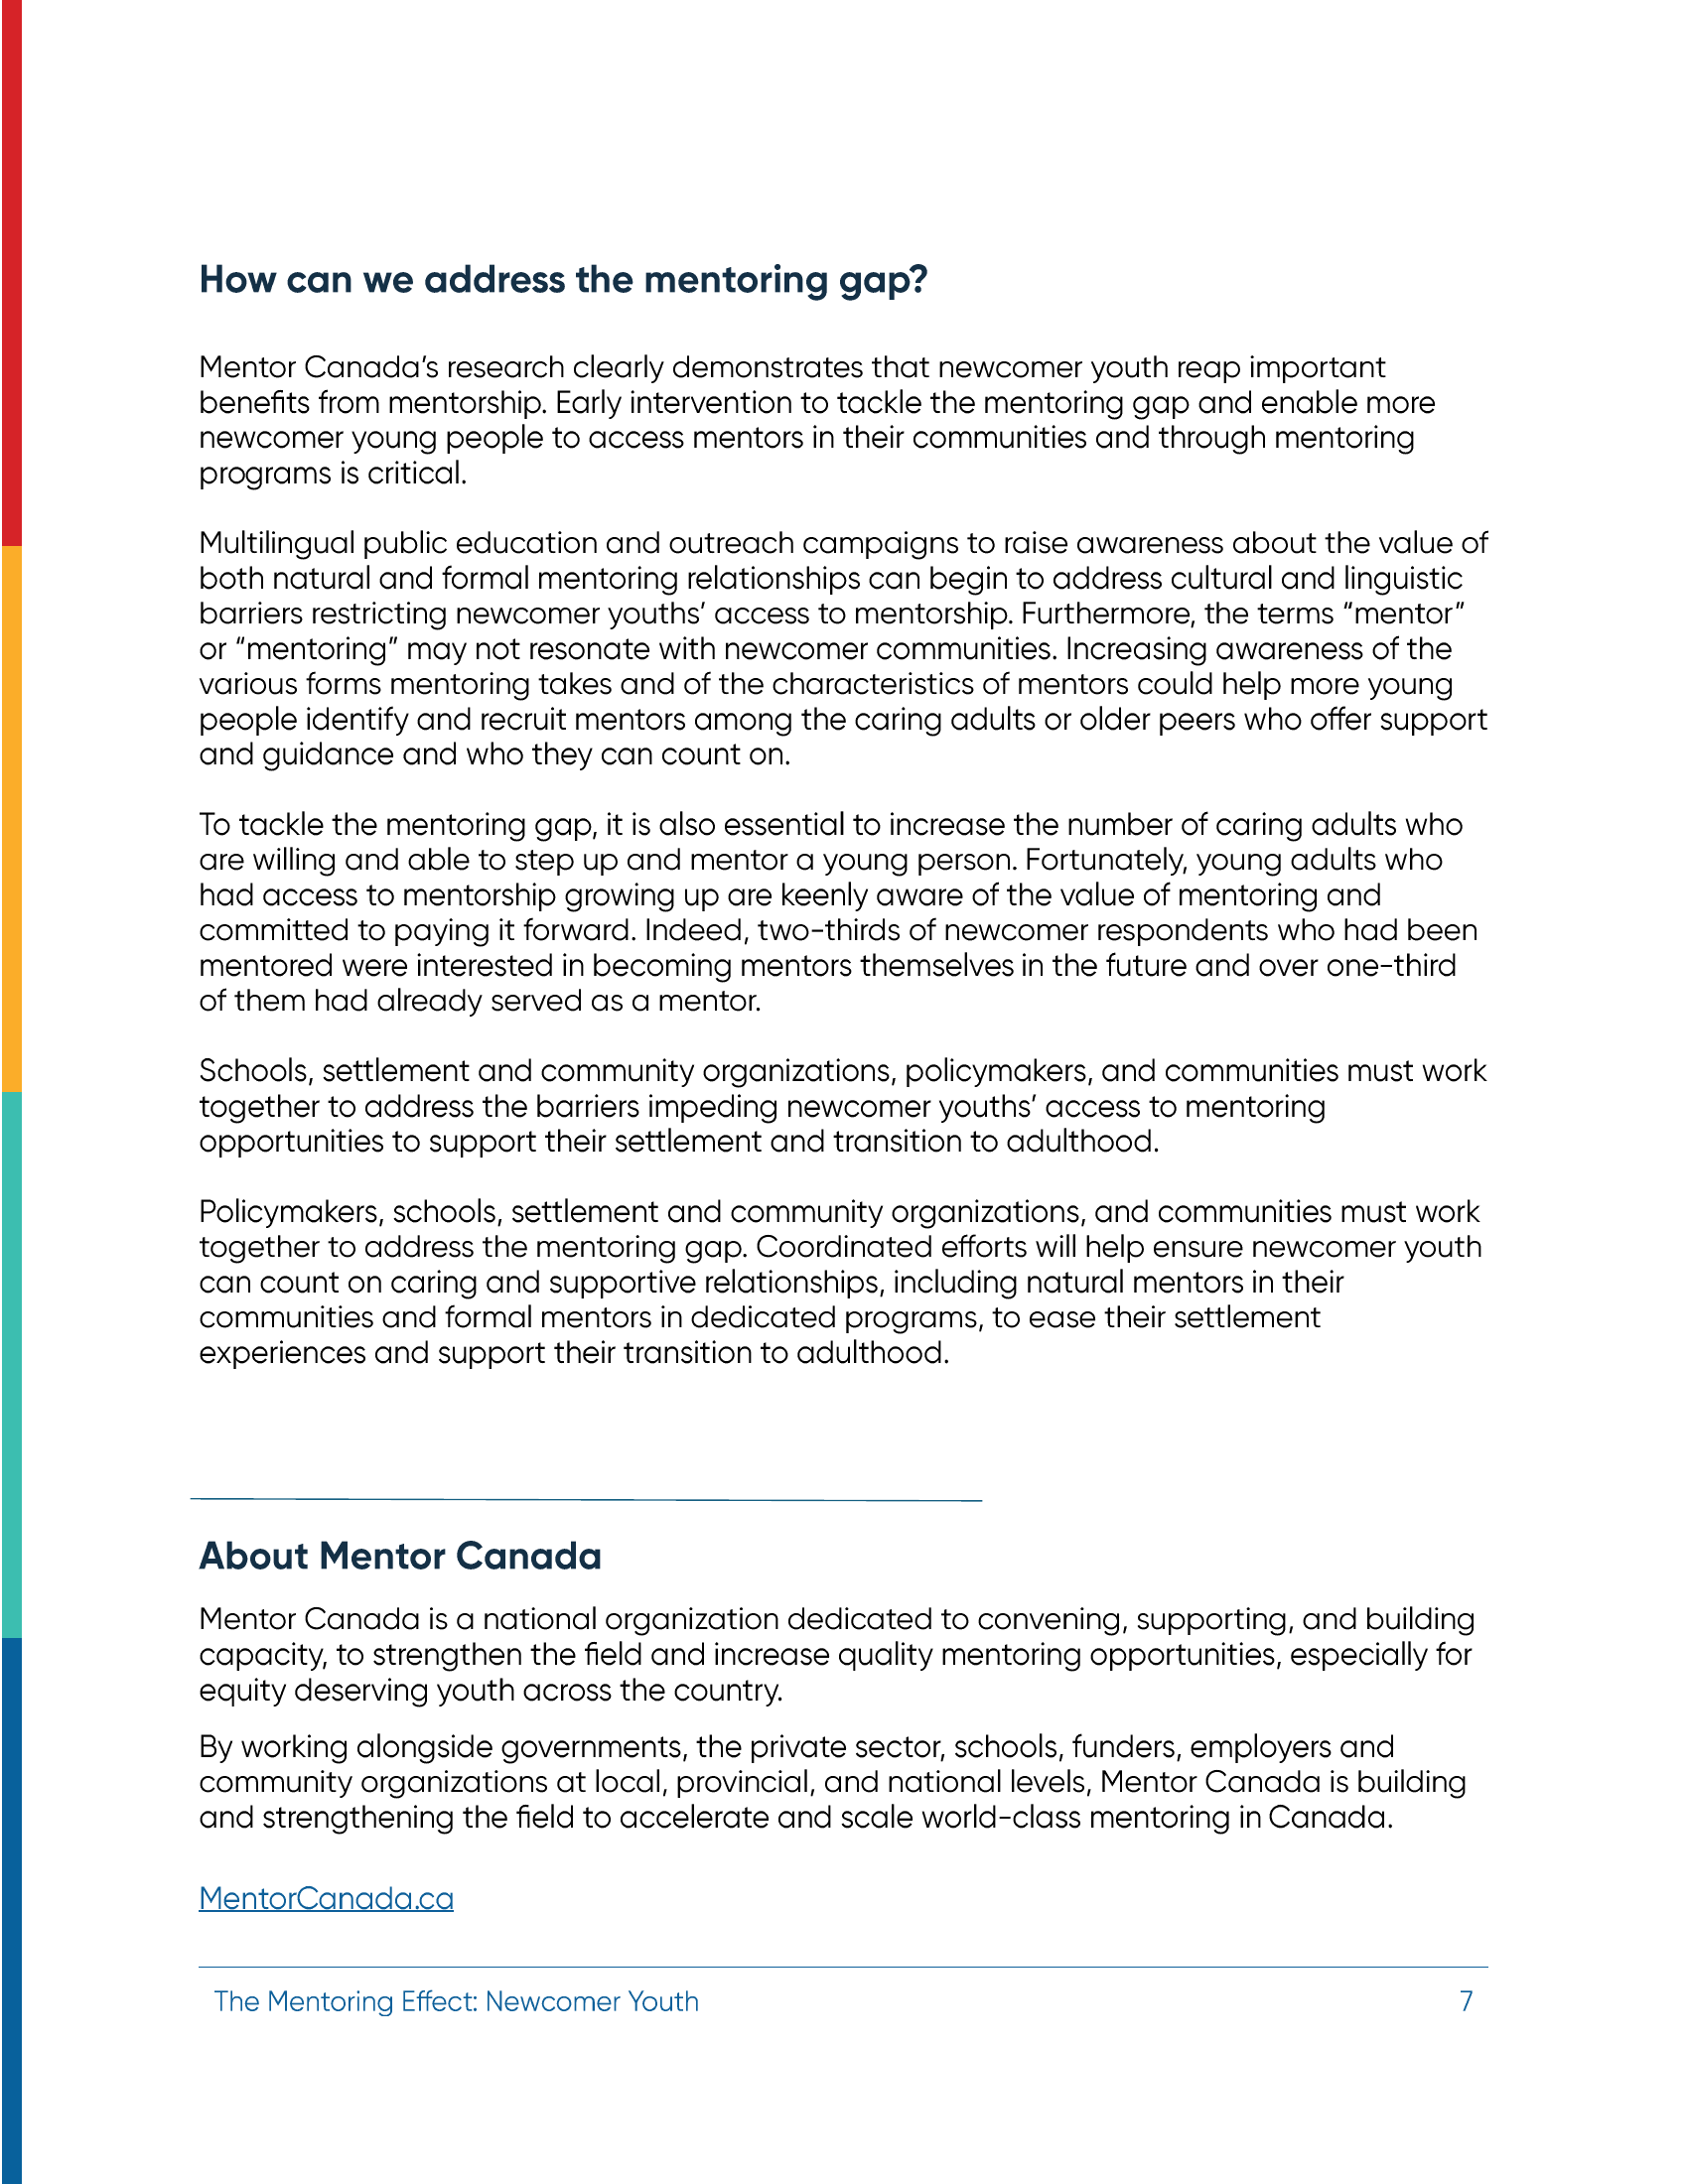 How can we address the mentoring gap?
Mentor Canada’s research clearly demonstrates that newcomer youth reap important
benefits from mentorship. Early intervention to tackle the mentoring gap and enable more
newcomer young people to access mentors in their communities and through mentoring
programs is critical.
Multilingual public education and outreach campaigns to raise awareness about the value of
both natural and formal mentoring relationships can begin to address cultural and linguistic
barriers restricting newcomer youths’ access to mentorship. Furthermore, the terms “mentor”
or “mentoring” may not resonate with newcomer communities. Increasing awareness of the
various forms mentoring takes and of the characteristics of mentors could help more young
people identify and recruit mentors among the caring adults or older peers who offer support
and guidance and who they can count on.
To tackle the mentoring gap, it is also essential to increase the number of caring adults who
are willing and able to step up and mentor a young person. Fortunately, young adults who
had access to mentorship growing up are keenly aware of the value of mentoring and
committed to paying it forward. Indeed, two-thirds of newcomer respondents who had been
mentored were interested in becoming mentors themselves in the future and over one-third
of them had already served as a mentor.
Schools, settlement and community organizations, policymakers, and communities must work
together to address the barriers impeding newcomer youths’ access to mentoring
opportunities to support their settlement and transition to adulthood.
Policymakers, schools, settlement and community organizations, and communities must work
together to address the mentoring gap. Coordinated efforts will help ensure newcomer youth
can count on caring and supportive relationships, including natural mentors in their
communities and formal mentors in dedicated programs, to ease their settlement
experiences and support their transition to adulthood.
About Mentor Canada
Mentor Canada is a national organization dedicated to convening, supporting, and building
capacity, to strengthen the field and increase quality mentoring opportunities, especially for
equity deserving youth across the country.
By working alongside governments, the private sector, schools, funders, employers and
community organizations at local, provincial, and national levels, Mentor Canada is building
and strengthening the field to accelerate and scale world-class mentoring in Canada.
MentorCanada.ca
The Mentoring Effect: Newcomer Youth 7